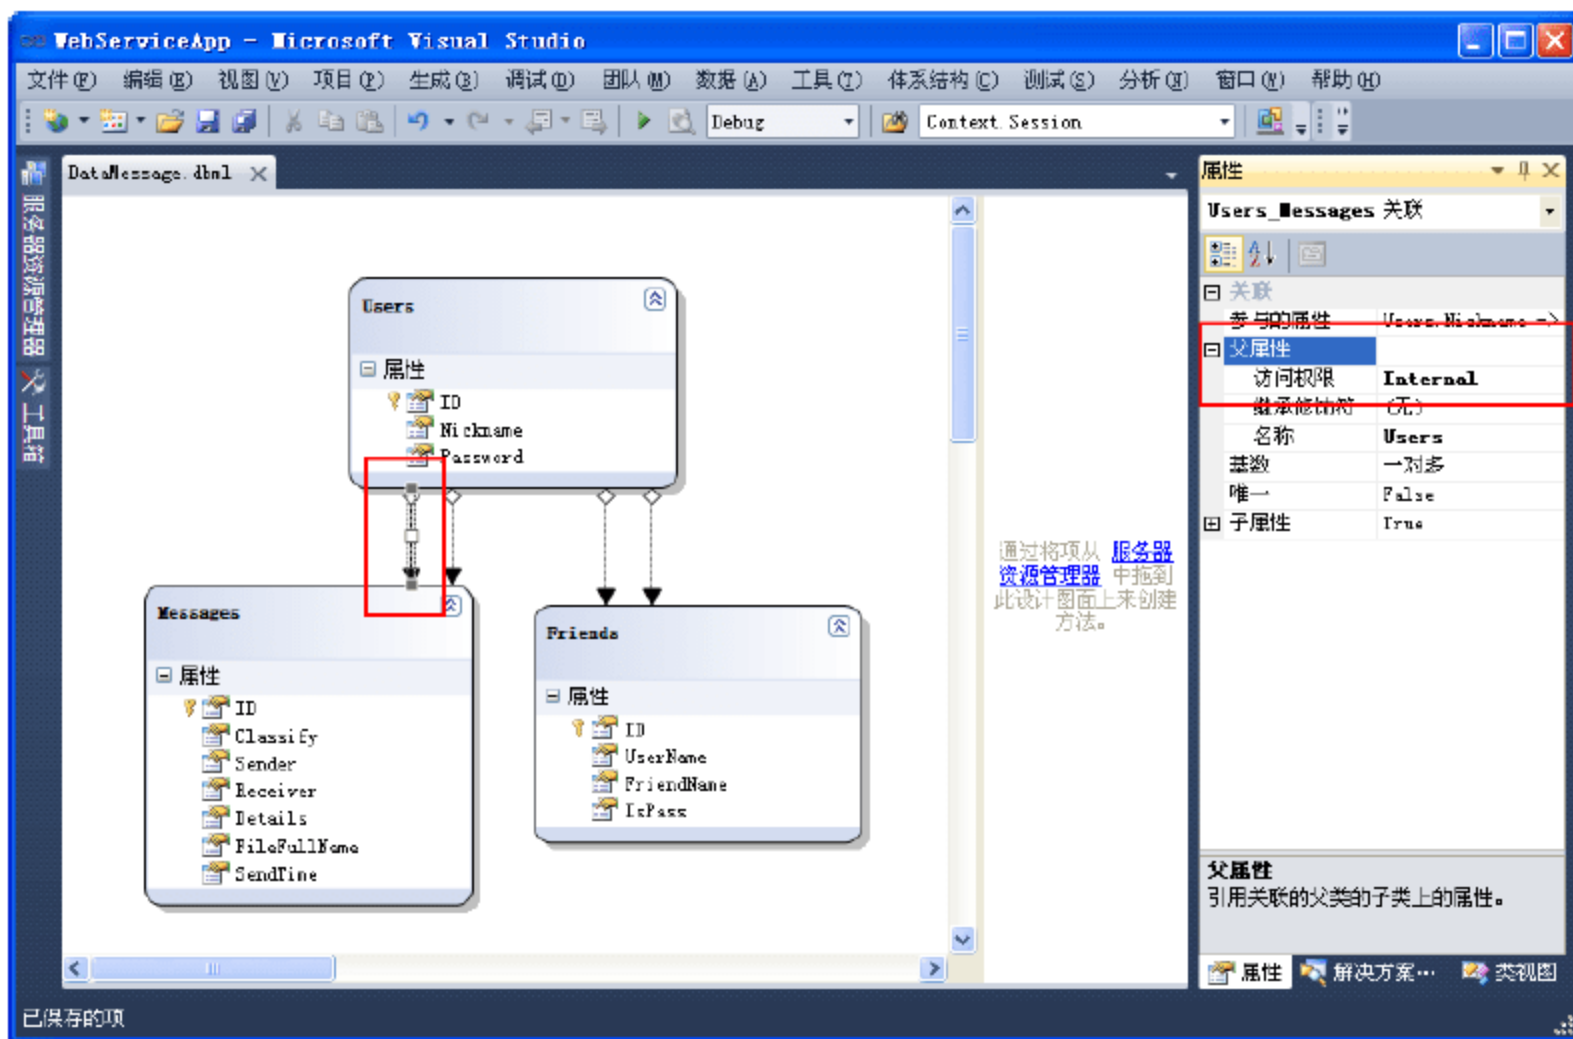 WebServiceApp - Microsoft Visual Studio
文件(F) 编辑(E) 视图(V) 项目(P) 生成(B) 调试(D) 团队(M) 数据(A) 工具(T) 体系结构(C) 测试(S) 分析(N) 窗口(W) 帮助(H)
Debug Context.Session
服务器资源管理器
工具箱
DataMessage.dbml
Users
属性
ID
Nickname
Password
Messages
属性
ID
Classify
Sender
Receiver
Details
FileFullName
SendTime
Friends
属性
ID
UserName
FriendName
IsPass
通过将项从 服务器
资源管理器 中拖到
此设计图面上来创建
方法。
属性
Users_Messages 关联
关联
参与的属性 Users.Nickname ->
父属性
访问权限 Internal
继承修饰符 (无)
名称 Users
基数 一对多
唯一 False
子属性 True
父属性
引用关联的父类的子类上的属性。
属性 解决方案… 类视图
已保存的项